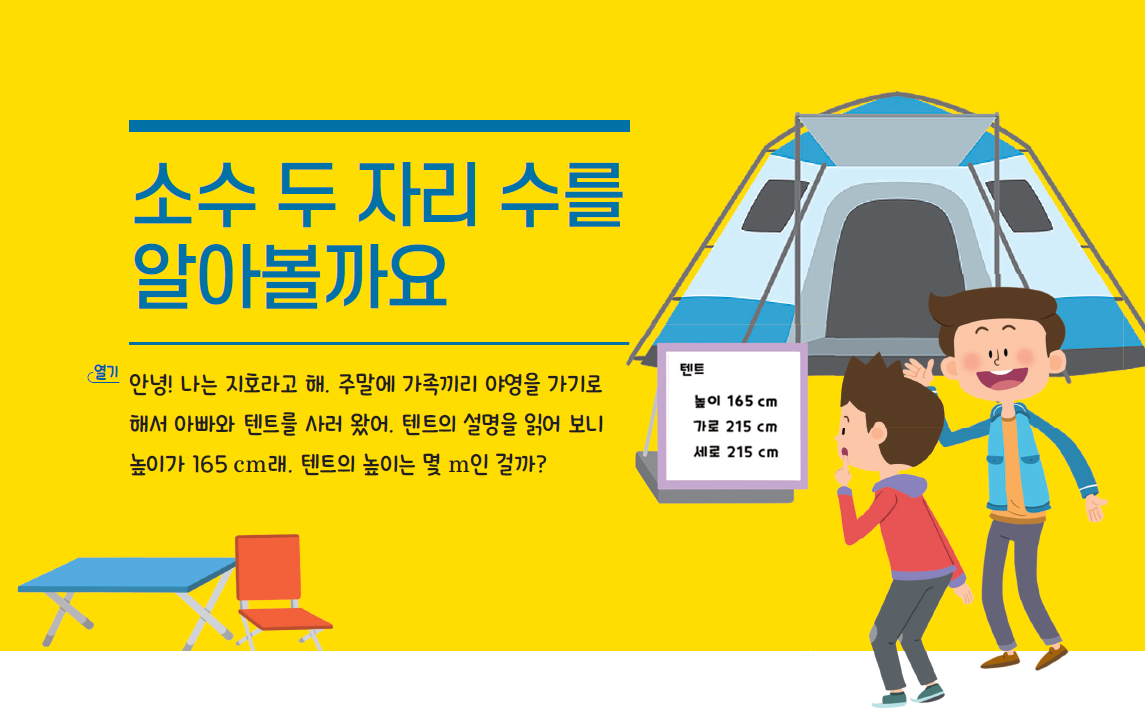 소수 두 자리 수를
알아볼까요
열기
안녕! 나는 지호라고 해. 주말에 가족끼리 야영을 가기로
해서 아빠와 텐트를 사러 왔어. 텐트의 설명을 읽어 보니
높이가 165 cm래. 텐트의 높이는 몇 m인 걸까?
텐트
높이 165 cm
가로 215 cm
세로 215 cm